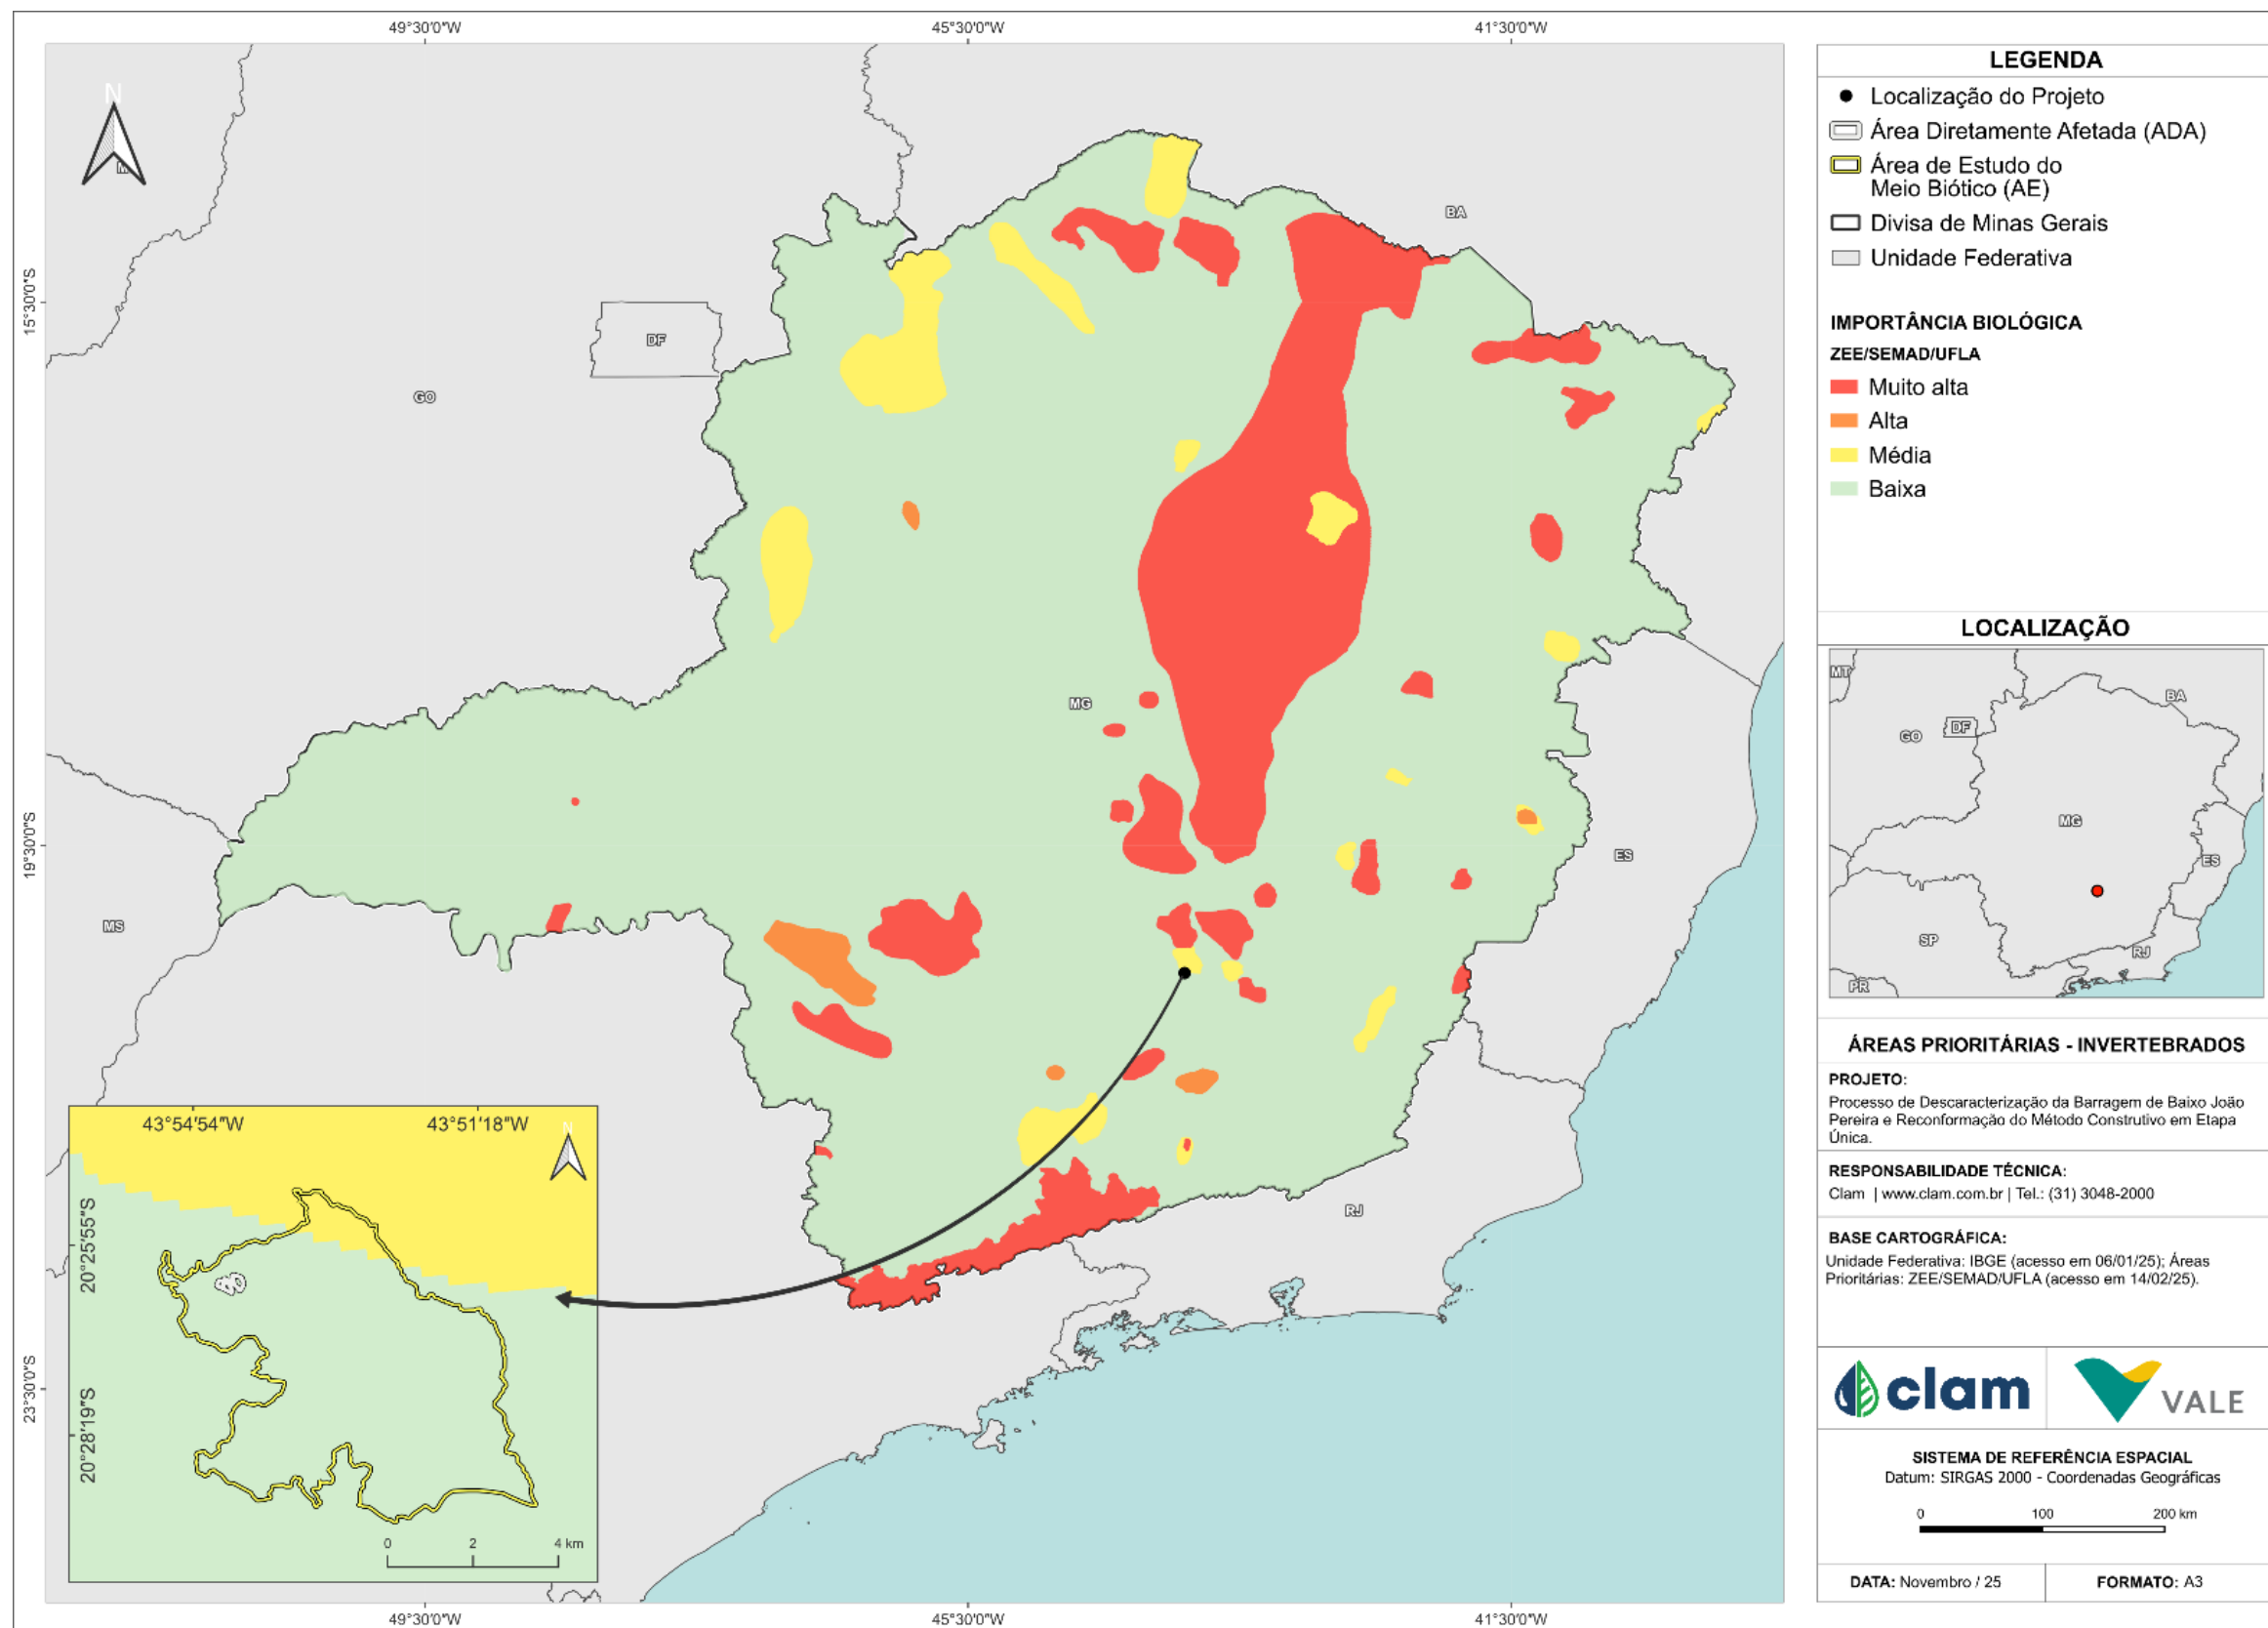 49°30'0"W
45°30'0"W
41°30'0"W
N
M
BA
15°30'0"S
DF
GO
MG
19°30'0"S
ES
MS
RJ
23°30'0"S
43°54'54"W
43°51'18"W
N
20°25'55"S
20°28'19"S
0
2
4 km
49°30'0"W
45°30'0"W
41°30'0"W
LEGENDA
Localização do Projeto
Área Diretamente Afetada (ADA)
Área de Estudo do
Meio Biótico (AE)
Divisa de Minas Gerais
Unidade Federativa
IMPORTÂNCIA BIOLÓGICA
ZEE/SEMAD/UFLA
Muito alta
Alta
Média
Baixa
LOCALIZAÇÃO
MT
BA
DF
GO
MG
ES
SP
RJ
PR
ÁREAS PRIORITÁRIAS - INVERTEBRADOS
PROJETO:
Processo de Descaracterização da Barragem de Baixo João
Pereira e Reconformação do Método Construtivo em Etapa
Única.
RESPONSABILIDADE TÉCNICA:
Clam | www.clam.com.br | Tel.: (31) 3048-2000
BASE CARTOGRÁFICA:
Unidade Federativa: IBGE (acesso em 06/01/25); Áreas
Prioritárias: ZEE/SEMAD/UFLA (acesso em 14/02/25).
clam
VALE
SISTEMA DE REFERÊNCIA ESPACIAL
Datum: SIRGAS 2000 - Coordenadas Geográficas
0
100
200 km
DATA: Novembro / 25
FORMATO: A3